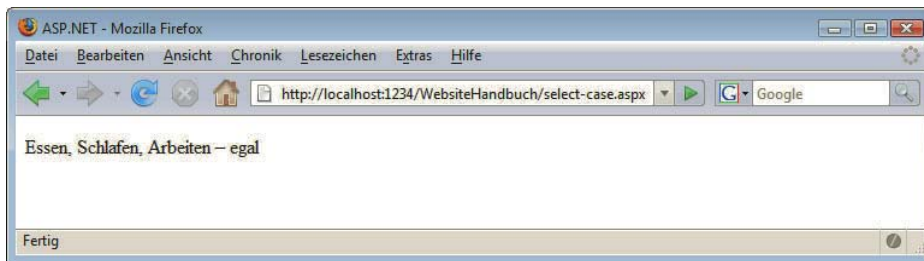 ASP.NET - Mozilla Firefox
Datei Bearbeiten Ansicht Chronik Lesezeichen Extras Hilfe
http://localhost:1234/WebsiteHandbuch/select-case.aspx G Google
Essen, Schlafen, Arbeiten – egal
Fertig